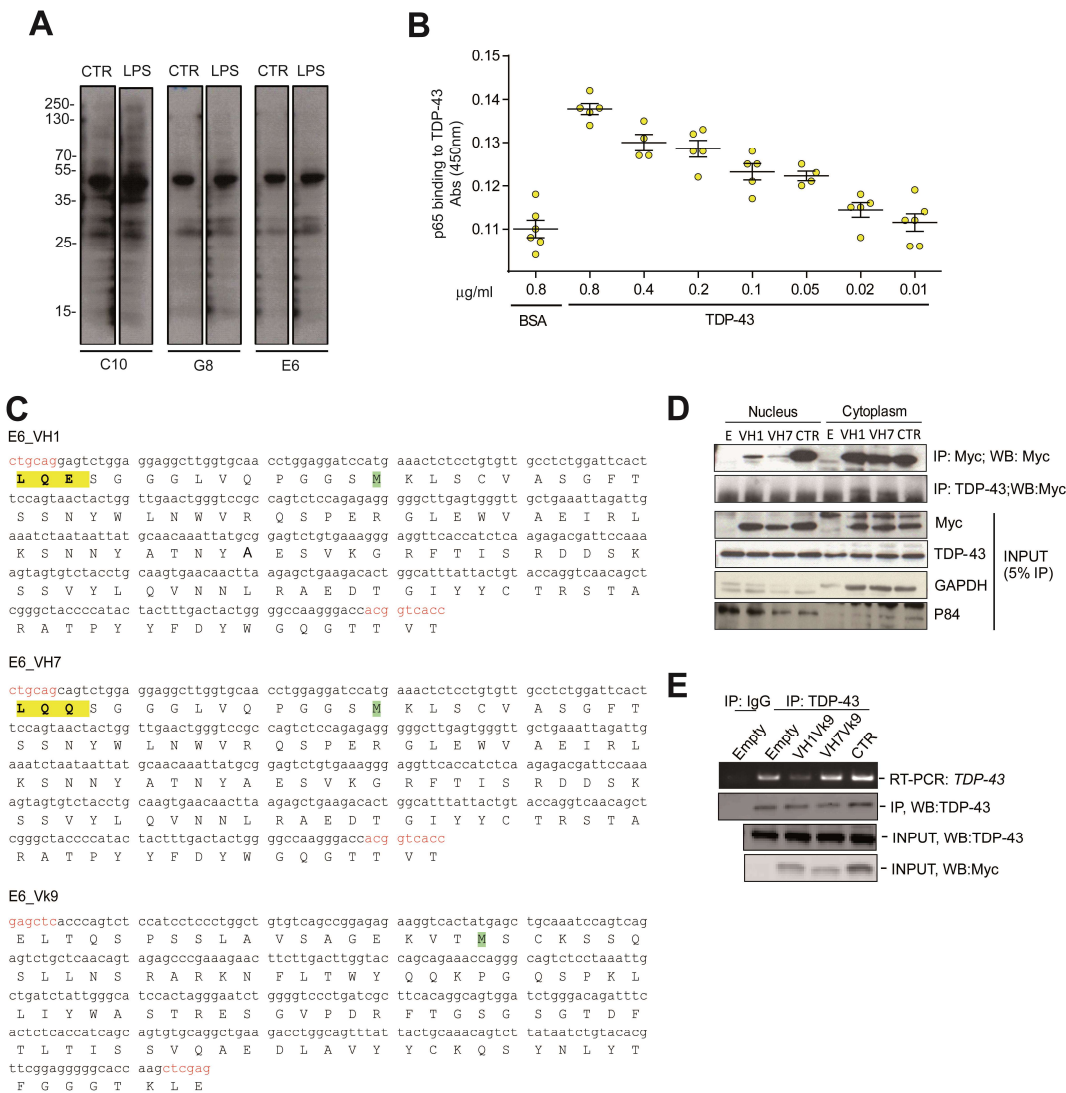 A
CTR LPS CTR LPS CTR LPS
250-
130-
70-
55-
35-
25-
15-
C10 G8 E6
B
p65 binding to TDP-43
Abs (450nm)
0.15
0.14
0.13
0.12
0.11
µg/ml 0.8 0.8 0.4 0.2 0.1 0.05 0.02 0.01
BSA TDP-43
C
E6_VH1
ctgcaggagtctgga ggaggcttggtgcaa cctggaggatccatg aaactctcctgtgtt gcctctggattcact
L Q E S G G G L V Q P G G S M K L S C V A S G F T
tccagtaactactgg ttgaactgggtccgc cagtctccagagagg gggcttgagtgggtt gctgaaattagattg
S S N Y W L N W V R Q S P E R G L E W V A E I R L
aaatctaataattat gcaacaaattatgcg gagtctgtgaaaggg aggttcaccatctca agagacgattccaaa
K S N N Y A T N Y A E S V K G R F T I S R D D S K
agtagtgtctacctg caagtgaacaactta agagctgaagacact ggcatttattactgt accaggtcaacagct
S S V Y L Q V N N L R A E D T G I Y Y C T R S T A
cgggctaccccatac tactttgactactgg ggccaagggaccacg gtcacc
R A T P Y Y F D Y W G Q G T T V T
E6_VH7
ctgcagcagtctgga ggaggcttggtgcaa cctggaggatccatg aaactctcctgtgtt gcctctggattcact
L Q Q S G G G L V Q P G G S M K L S C V A S G F T
tccagtaactactgg ttgaactgggtccgc cagtctccagagagg gggcttgagtgggtt gctgaaattagattg
S S N Y W L N W V R Q S P E R G L E W V A E I R L
aaatctaataattat gcaacaaattatgcg gagtctgtgaaaggg aggttcaccatctca agagacgattccaaa
K S N N Y A T N Y A E S V K G R F T I S R D D S K
agtagtgtctacctg caagtgaacaactta agagctgaagacact ggcatttattactgt accaggtcaacagct
S S V Y L Q V N N L R A E D T G I Y Y C T R S T A
cgggctaccccatac tactttgactactgg ggccaagggaccacg gtcacc
R A T P Y Y F D Y W G Q G T T V T
E6_Vk9
gagctcacccagtct ccatcctccctggct gtgtcagccggagag aaggtcactatgagc tgcaaatccagtcag
E L T Q S P S S L A V S A G E K V T M S C K S S Q
agtctgctcaacagt agagcccgaaagaac ttcttgacttggtac cagcagaaaccaggg cagtctcctaaattg
S L L N S R A R K N F L T W Y Q Q K P G Q S P K L
ctgatctattgggca tccactagggaatct ggggtccctgatcgc ttcacaggcagtgga tctgggacagatttc
L I Y W A S T R E S G V P D R F T G S G S G T D F
actctcaccatcagc agtgtgcaggctgaa gacctggcagtttat tactgcaaacagtct tataatctgtacacg
T L T I S S V Q A E D L A V Y Y C K Q S Y N L Y T
ttcggagggggcacc aagctcgag
F G G G T K L E
D
Nucleus Cytoplasm
E VH1 VH7 CTR E VH1 VH7 CTR
IP: Myc; WB: Myc
IP: TDP-43;WB:Myc
Myc
TDP-43
GAPDH
P84
INPUT
(5% IP)
E
IP: IgG IP: TDP-43
Empty Empty VH1Vk9 VH7Vk9 CTR
- RT-PCR: TDP-43
- IP, WB:TDP-43
- INPUT, WB:TDP-43
- INPUT, WB:Myc